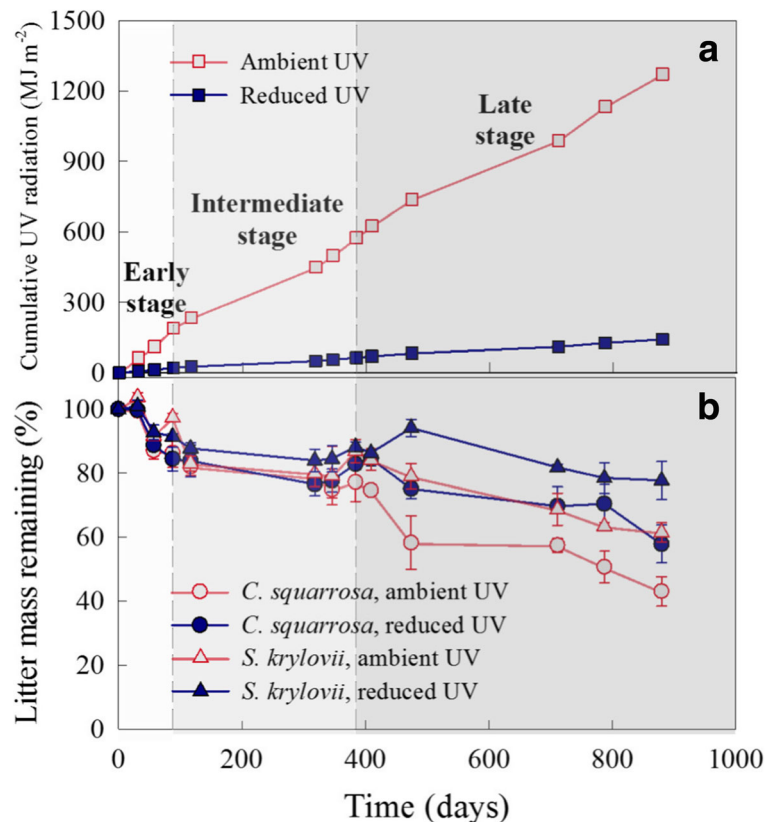 Cumulative UV radiation (MJ m-2)
1500
1200
900
600
300
0
a
Ambient UV
Reduced UV
Early
stage
Intermediate
stage
Late
stage
Litter mass remaining (%)
100
80
60
40
20
0
b
C. squarrosa, ambient UV
C. squarrosa, reduced UV
S. krylovii, ambient UV
S. krylovii, reduced UV
0 200 400 600 800 1000
Time (days)